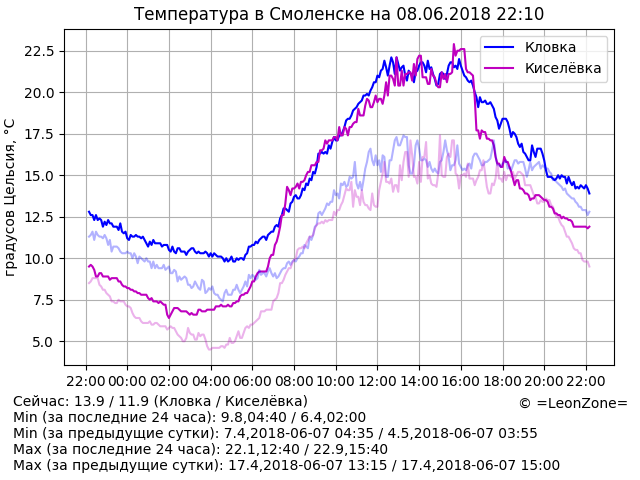 Температура в Смоленске на 08.06.2018 22:10
Кловка
Киселёвка
градусов Цельсия, °C
22.5
20.0
17.5
15.0
12.5
10.0
7.5
5.0
22:00 00:00 02:00 04:00 06:00 08:00 10:00 12:00 14:00 16:00 18:00 20:00 22:00
Сейчас: 13.9 / 11.9 (Кловка / Киселёвка)
© =LeonZone=
Min (за последние 24 часа): 9.8,04:40 / 6.4,02:00
Min (за предыдущие сутки): 7.4,2018-06-07 04:35 / 4.5,2018-06-07 03:55
Max (за последние 24 часа): 22.1,12:40 / 22.9,15:40
Max (за предыдущие сутки): 17.4,2018-06-07 13:15 / 17.4,2018-06-07 15:00